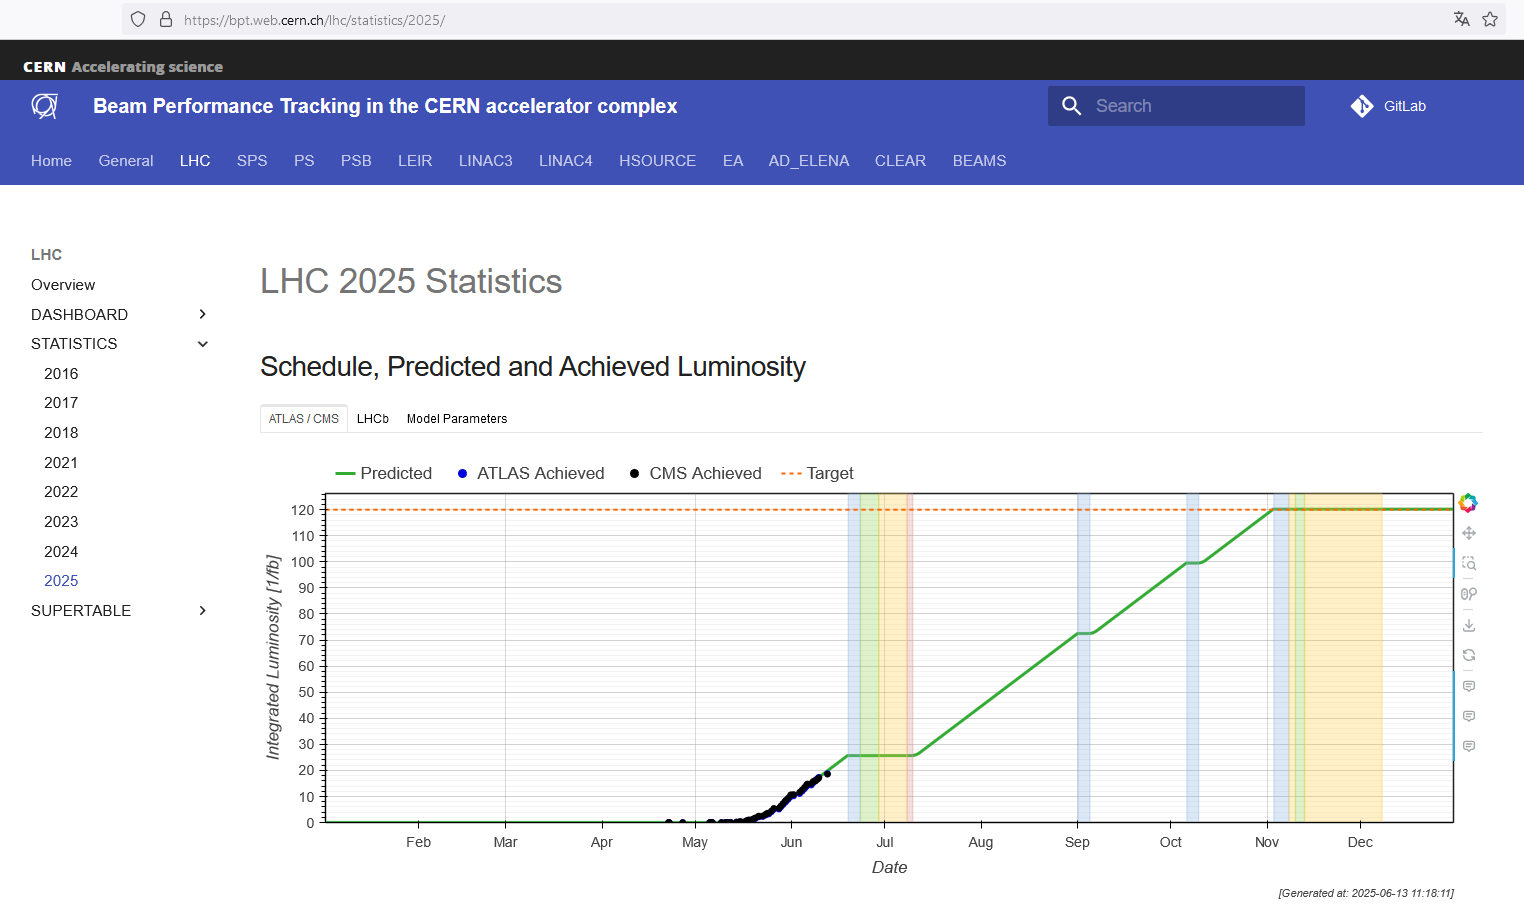 https://bpt.web.cern.ch/lhc/statistics/2025/
CERN Accelerating science
Beam Performance Tracking in the CERN accelerator complex
Search
GitLab
Home General LHC SPS PS PSB LEIR LINAC3 LINAC4 HSOURCE EA AD_ELENA CLEAR BEAMS
LHC
Overview
DASHBOARD
STATISTICS
2016
2017
2018
2021
2022
2023
2024
2025
SUPERTABLE
LHC 2025 Statistics
Schedule, Predicted and Achieved Luminosity
ATLAS / CMS LHCb Model Parameters
Predicted ATLAS Achieved CMS Achieved Target
Integrated Luminosity [1/fb]
120
110
100
90
80
70
60
50
40
30
20
10
0
Feb Mar Apr May Jun Jul Aug Sep Oct Nov Dec
Date
[Generated at: 2025-06-13 11:18:11]